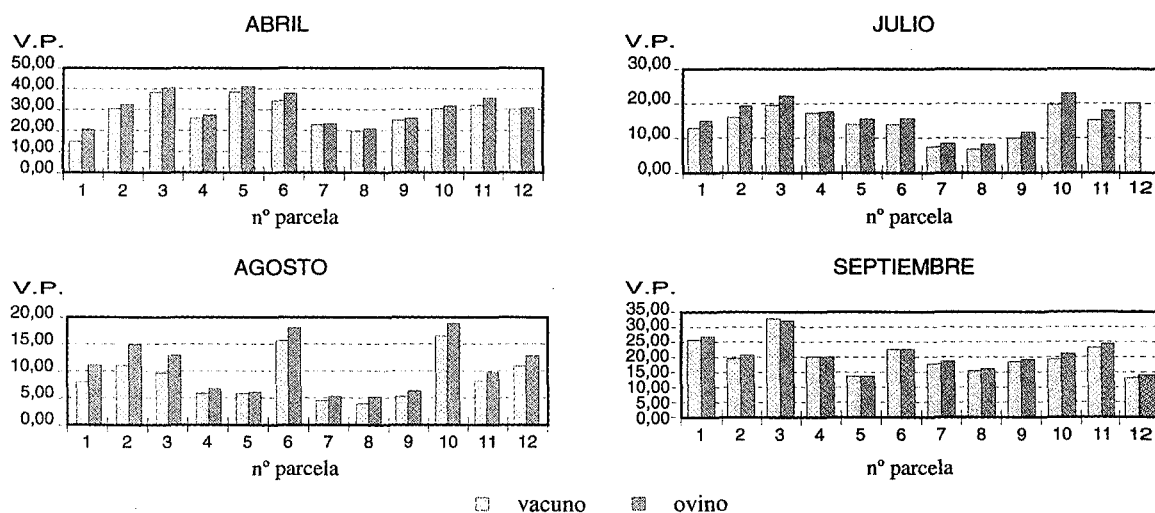 ABRIL
V.P.
50,00
40,00
30,00
20,00
10,00
0,00
1 2 3 4 5 6 7 8 9 10 11 12
nº parcela
JULIO
V.P.
30,00
20,00
10,00
0,00
1 2 3 4 5 6 7 8 9 10 11 12
nº parcela
AGOSTO
V.P.
20,00
15,00
10,00
5,00
0,00
1 2 3 4 5 6 7 8 9 10 11 12
nº parcela
SEPTIEMBRE
V.P.
35,00
30,00
25,00
20,00
15,00
10,00
5,00
0,00
1 2 3 4 5 6 7 8 9 10 11 12
nº parcela
vacuno ovino